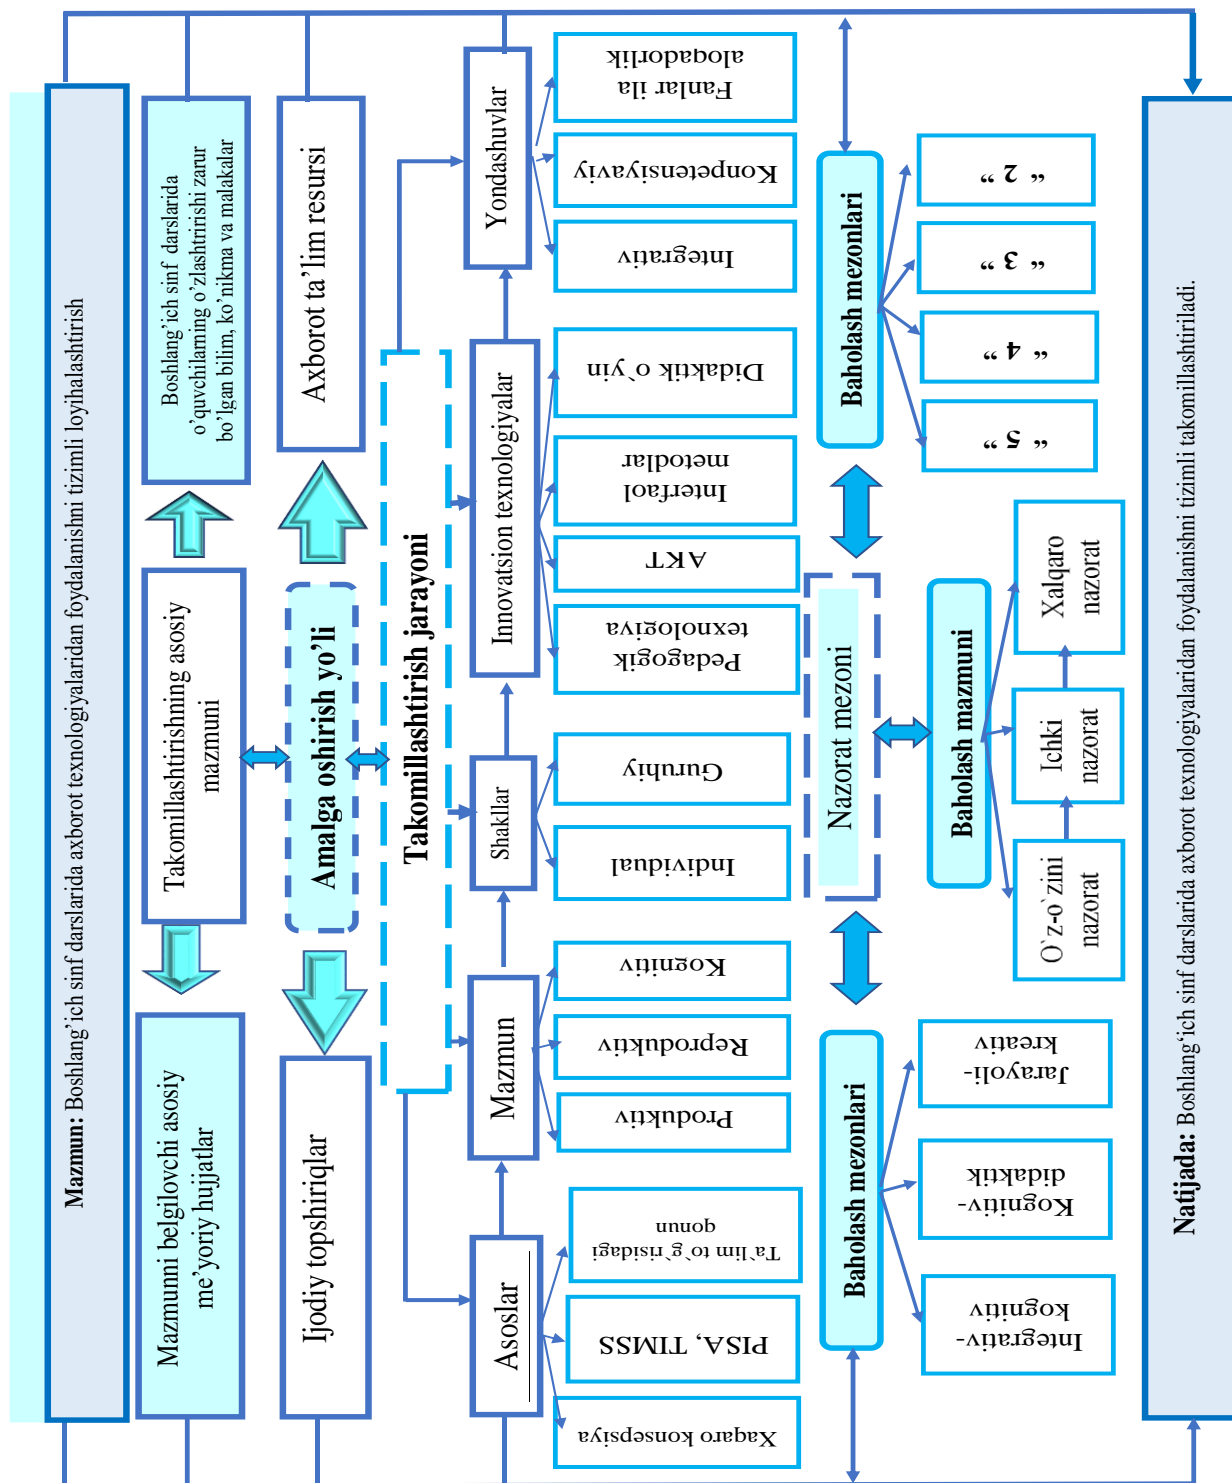 Mazmun: Boshlang’ich sinf darslarida axborot texnologiyalaridan foydalanishni tizimli loyihalashtirish
Mazmunni belgilovchi asosiy
me’yoriy hujjatlar
Takomillashtirishning asosiy
mazmuni
Boshlang’ich sinf darslarida
o’quvchilarning o’zlashtirishi zarur
bo’lgan bilim, ko’nikma va malakalar
Ijodiy topshiriqlar
Amalga oshirish yo’li
Axborot ta’lim resursi
Takomillashtirish jarayoni
Asoslar
Mazmun
Shakllar
Innovatsion texnologiyalar
Yondashuvlar
Xaqaro konsepsiya
PISA, TIMSS
Ta`lim to`g`risidagi
qonun
Produktiv
Reproduktiv
Kognitiv
Individual
Guruhiy
Pedagogik
texnologiya
AKT
Interfaol
metodlar
Didaktik o`yin
Integrativ
Konpetensiyaviy
Fanlar ila
aloqadorlik
Baholash mezonlari
Nazorat mezoni
Baholash mezonlari
Integrativ-
kognitiv
Kognitiv-
didaktik
Jarayoli-
kreativ
Baholash mazmuni
O`z-o`zini
nazorat
Ichki
nazorat
Xalqaro
nazorat
“ 5 ”
“ 4 ”
“ 3 ”
“ 2 ”
Natijada: Boshlang‘ich sinf darslarida axborot texnologiyalaridan foydalanishni tizimli takomillashtiriladi.